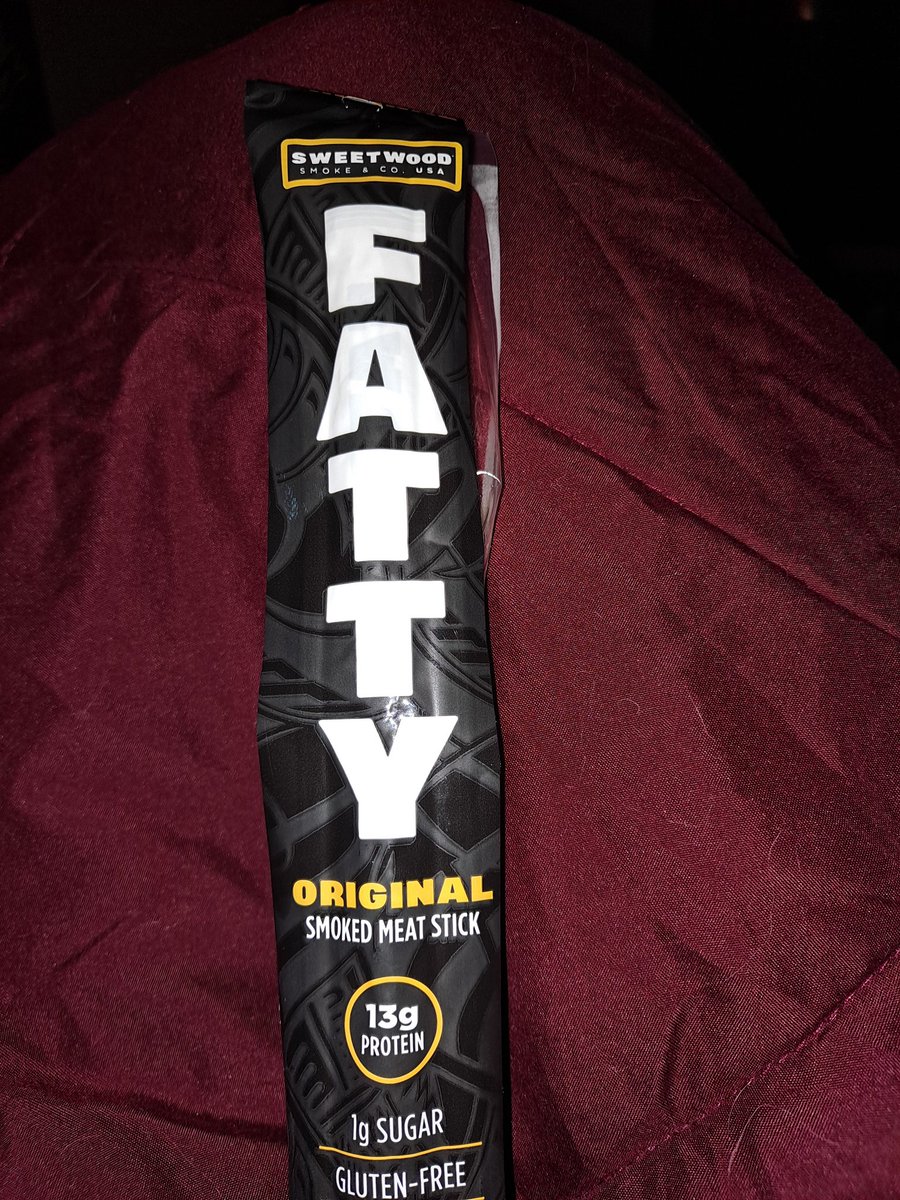 SWEETWOOD
SMOKE & CO. USA
FATTY
ORIGINAL
SMOKED MEAT STICK
13g
PROTEIN
1g SUGAR
GLUTEN-FREE